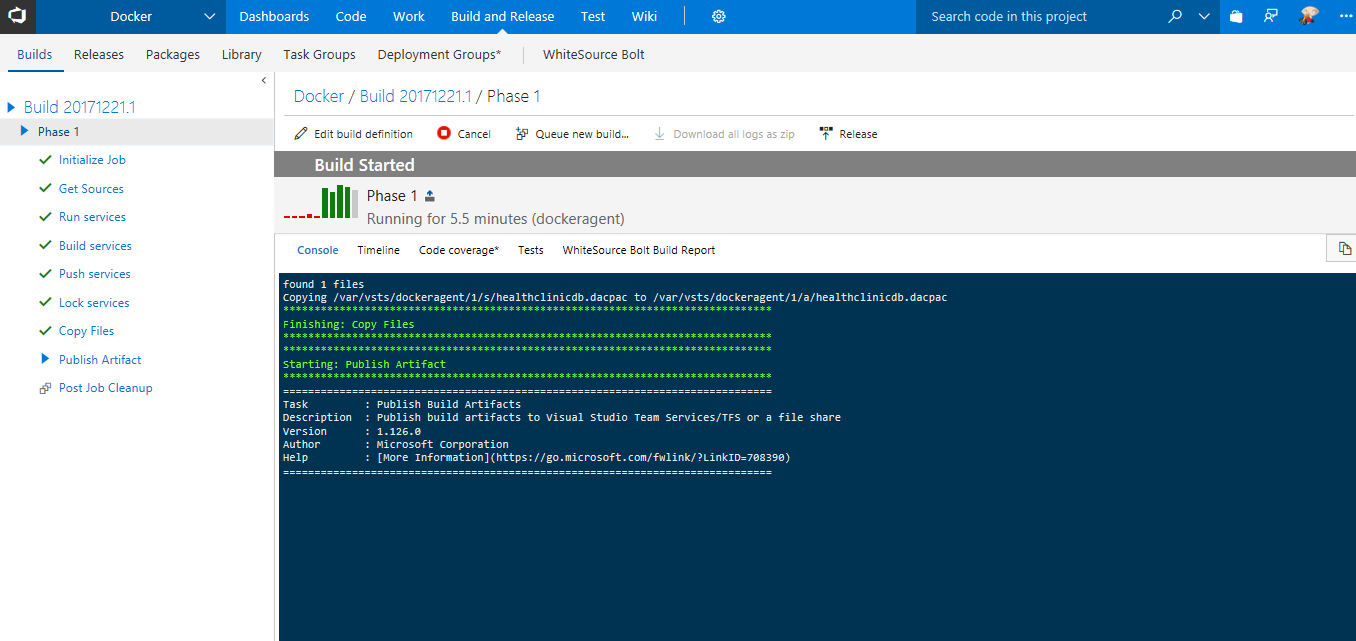 Docker Dashboards Code Work Build and Release Test Wiki Search code in this project
Builds Releases Packages Library Task Groups Deployment Groups* WhiteSource Bolt
Build 20171221.1
Phase 1
Initialize Job
Get Sources
Run services
Build services
Push services
Lock services
Copy Files
Publish Artifact
Post Job Cleanup
Docker / Build 20171221.1 / Phase 1
Edit build definition Cancel Queue new build... Download all logs as zip Release
Build Started
Phase 1
Running for 5.5 minutes (dockeragent)
Console Timeline Code coverage* Tests WhiteSource Bolt Build Report
found 1 files
Copying /var/vsts/dockeragent/1/s/healthclinicdb.dacpac to /var/vsts/dockeragent/1/a/healthclinicdb.dacpac
******************************************************************************
Finishing: Copy Files
******************************************************************************
******************************************************************************
Starting: Publish Artifact
******************************************************************************
==============================================================================
Task         : Publish Build Artifacts
Description  : Publish build artifacts to Visual Studio Team Services/TFS or a file share
Version      : 1.126.0
Author       : Microsoft Corporation
Help         : [More Information](https://go.microsoft.com/fwlink/?LinkID=708390)
==============================================================================